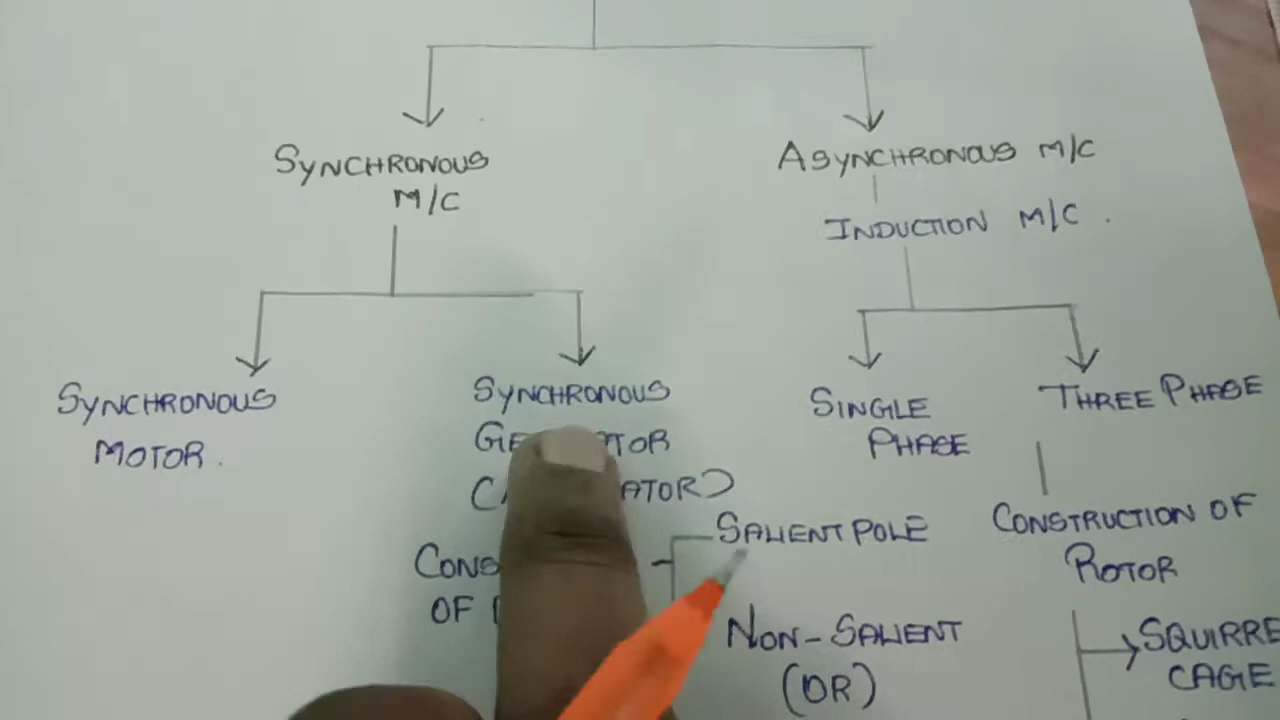 SYNCHRONOUS
M/C
ASYNCHRONOUS M/C
INDUCTION M/C.
SYNCHRONOUS
MOTOR.
SYNCHRONOUS
SINGLE
PHASE
THREE PHASE
CONSTRUCTION OF
ROTOR
SALIENT POLE
OF
NON-SALIENT
(OR)
CAGE